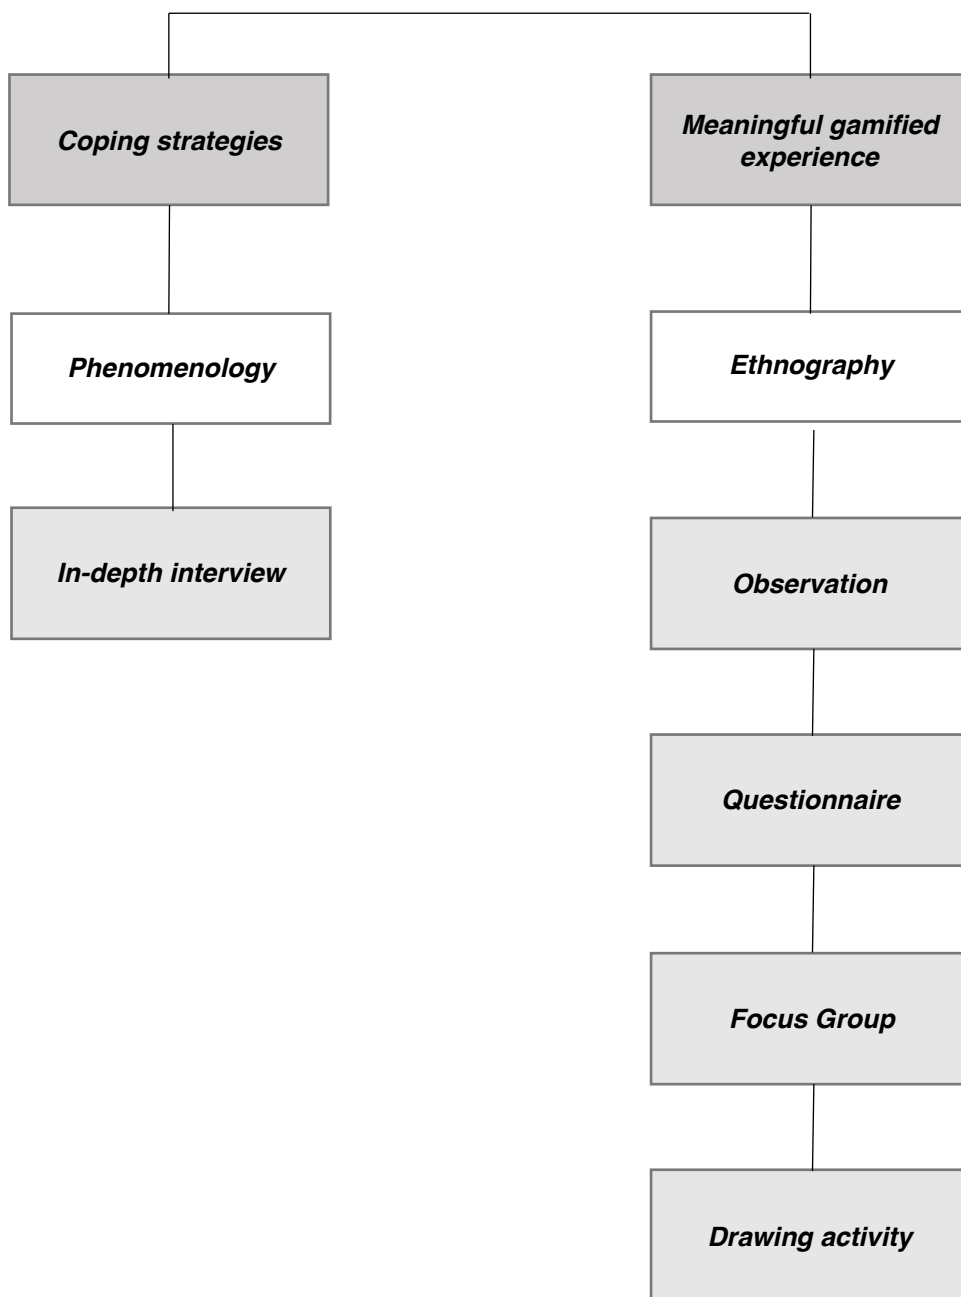 Coping strategies
Meaningful gamified
experience
Phenomenology
Ethnography
In-depth interview
Observation
Questionnaire
Focus Group
Drawing activity